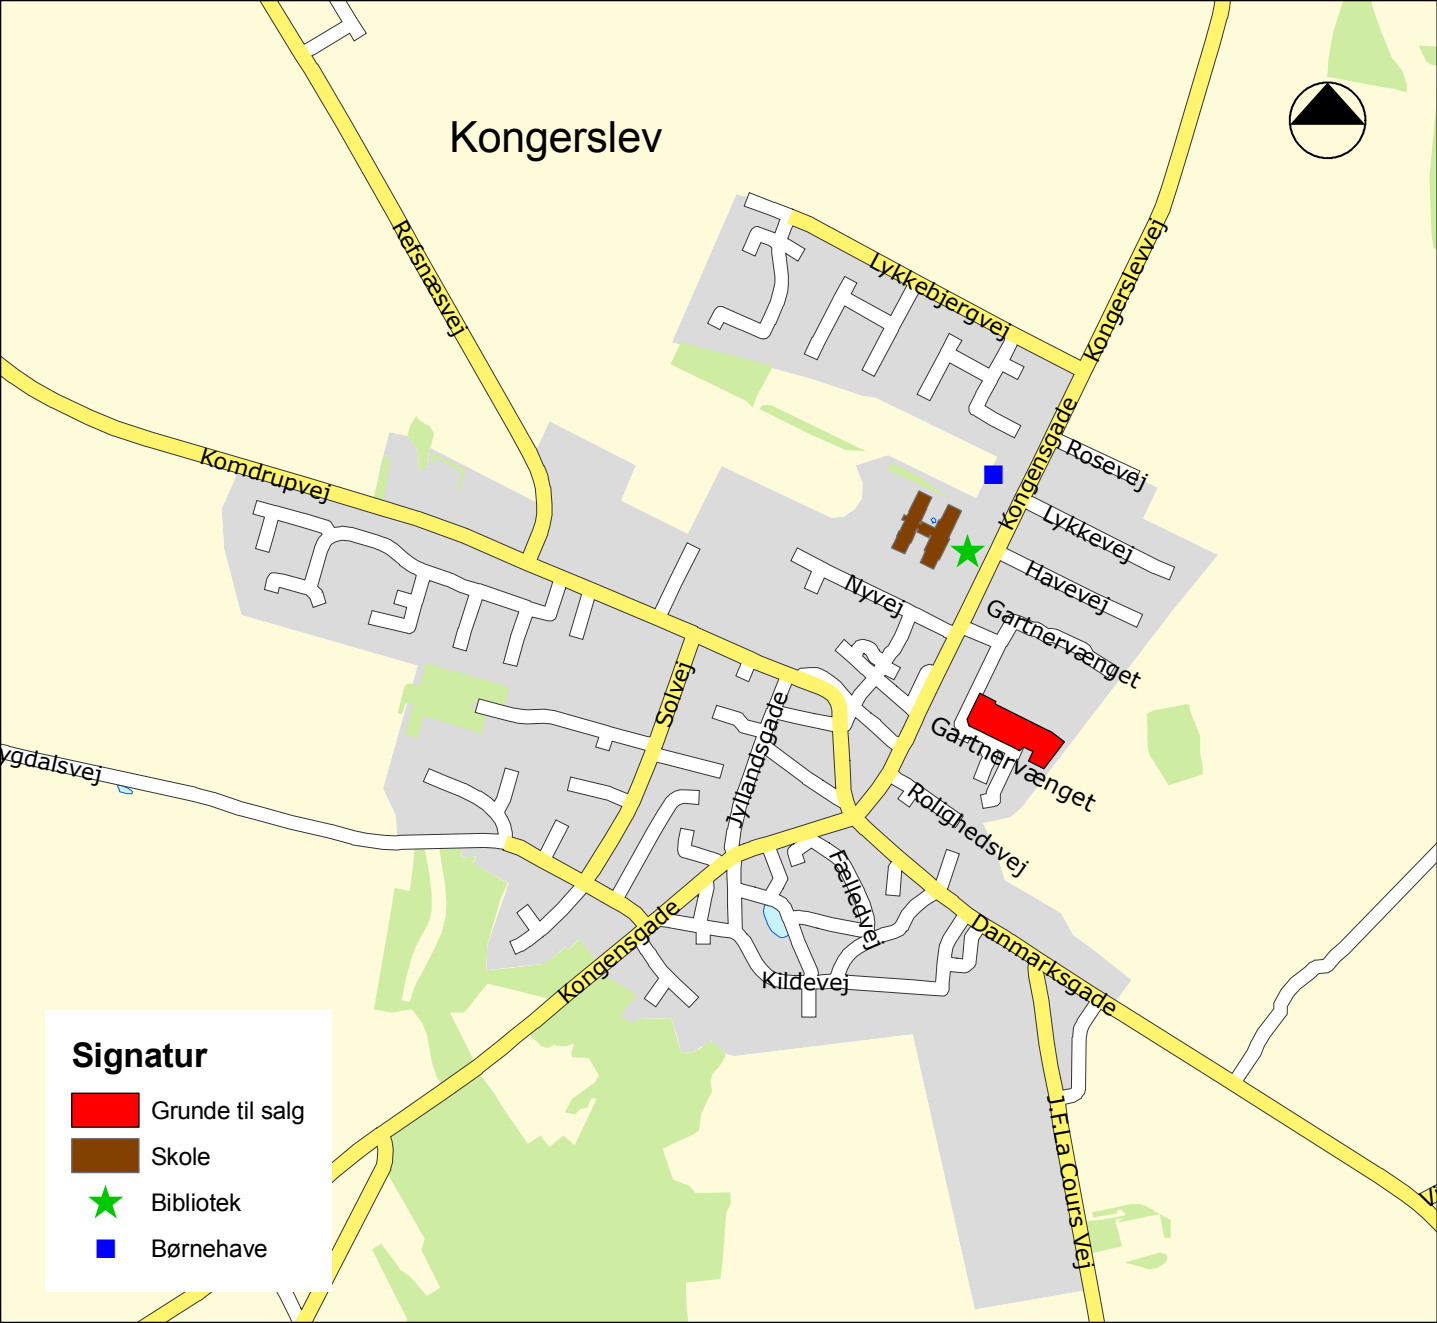 Kongerslev
Refsnæsvej
Lykkebjergvej
Kongerslevvej
Komdrupvej
Kongensgade
Rosevej
Lykkevej
Havevej
Nyvej
Gartnervænget
Solvej
Jyllandsgade
Gartnervænget
ygdalsvej
Rolighedsvej
Fælledvej
Kongensgade
Danmarksgade
Kildevej
J.F.La Cours Vej
Vi
Signatur
Grunde til salg
Skole
Bibliotek
Børnehave